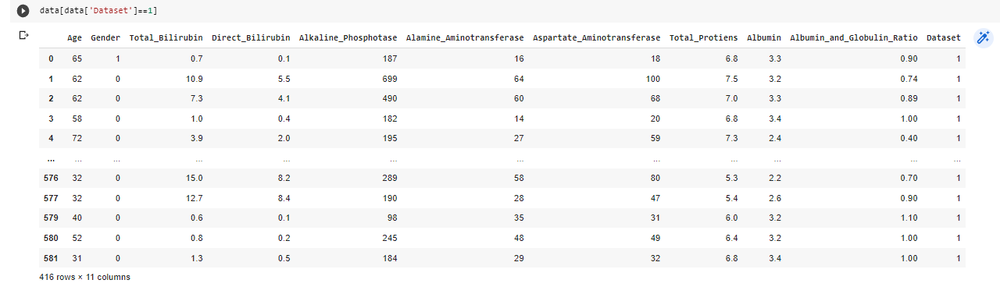 data[data['Dataset']==1]
Age Gender Total_Bilirubin Direct_Bilirubin Alkaline_Phosphotase Alamine_Aminotransferase Aspartate_Aminotransferase Total_Protiens Albumin Albumin_and_Globulin_Ratio Dataset
0 65 1 0.7 0.1 187 16 18 6.8 3.3 0.90 1
1 62 0 10.9 5.5 699 64 100 7.5 3.2 0.74 1
2 62 0 7.3 4.1 490 60 68 7.0 3.3 0.89 1
3 58 0 1.0 0.4 182 14 20 6.8 3.4 1.00 1
4 72 0 3.9 2.0 195 27 59 7.3 2.4 0.40 1
... ... ... ... ... ... ... ... ... ... ... ...
576 32 0 15.0 8.2 289 58 80 5.3 2.2 0.70 1
577 32 0 12.7 8.4 190 28 47 5.4 2.6 0.90 1
579 40 0 0.6 0.1 98 35 31 6.0 3.2 1.10 1
580 52 0 0.8 0.2 245 48 49 6.4 3.2 1.00 1
581 31 0 1.3 0.5 184 29 32 6.8 3.4 1.00 1
416 rows × 11 columns